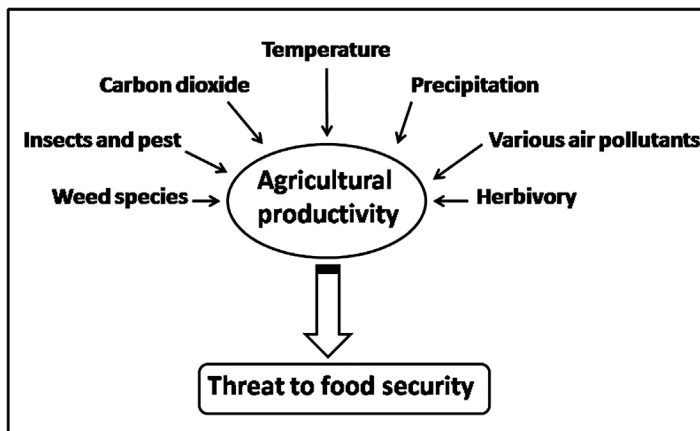 Temperature
Carbon dioxide
Precipitation
Insects and pest
Various air pollutants
Weed species
Agricultural
productivity
Herbivory
Threat to food security